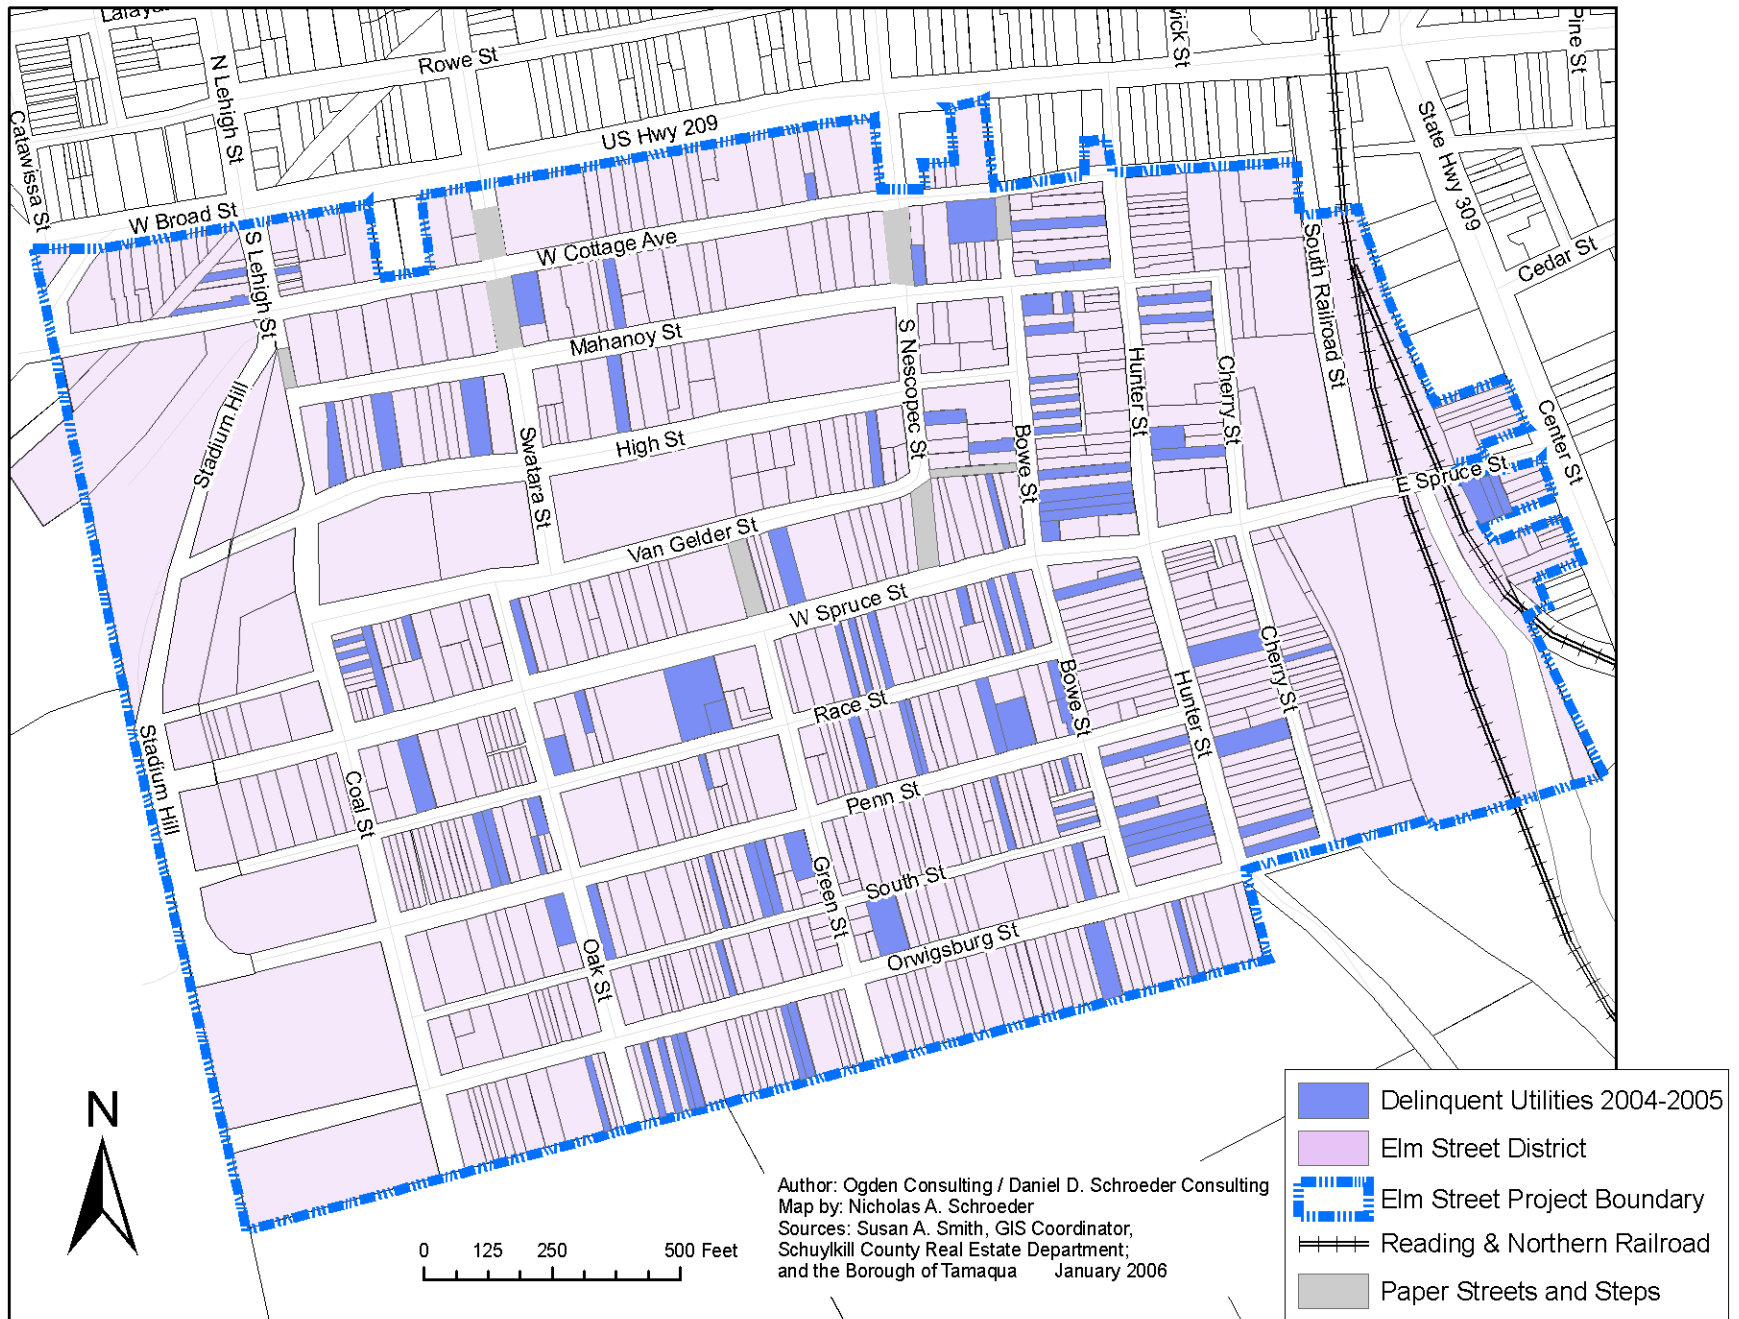 Lafaya
Rowe St
wick St
Pine St
N Lehigh St
Catawissa St
US Hwy 209
State Hwy 309
W Broad St
S Lehigh St
W Cottage Ave
Cedar St
South Railroad St
Mahanoy St
S Nescopec St
Hunter St
Cherry St
Stadium Hill
High St
Swatara St
Bowe St
Center St
E Spruce St
Van Gelder St
W Spruce St
Race St
Bowe St
Hunter St
Cherry St
Stadium Hill
Coal St
Penn St
South St
Green St
Oak St
Orwigsburg St
N
0 125 250 500 Feet
Author: Ogden Consulting / Daniel D. Schroeder Consulting
Map by: Nicholas A. Schroeder
Sources: Susan A. Smith, GIS Coordinator,
Schuylkill County Real Estate Department;
and the Borough of Tamaqua January 2006
Delinquent Utilities 2004-2005
Elm Street District
Elm Street Project Boundary
Reading & Northern Railroad
Paper Streets and Steps